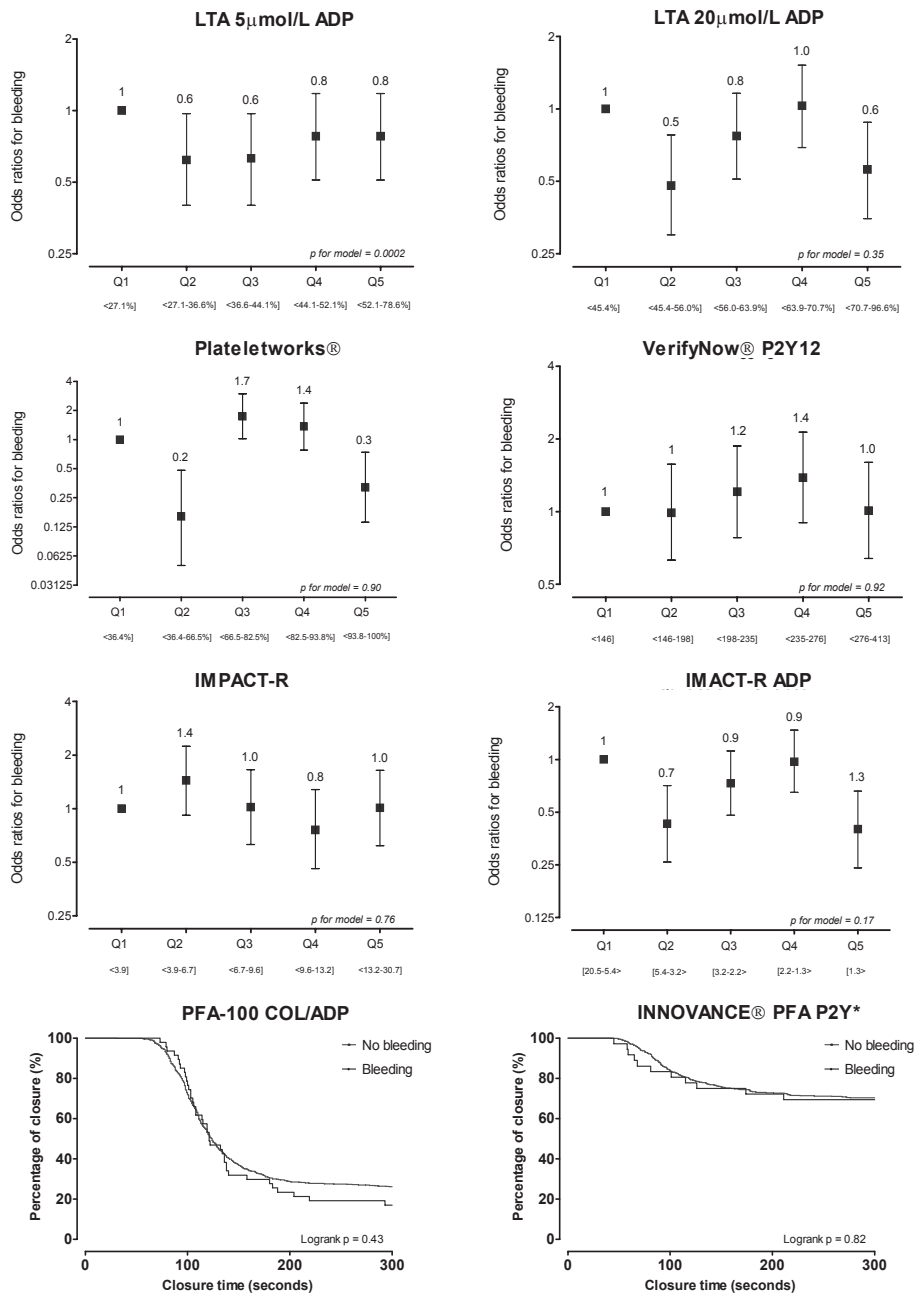 LTA 5µmol/L ADP
Odds ratios for bleeding
2
1
0.5
0.25
1
0.6
0.6
0.8
0.8
p for model = 0.0002
Q1 Q2 Q3 Q4 Q5
<27.1%] <27.1-36.6%] <36.6-44.1%] <44.1-52.1%] <52.1-78.6%]
LTA 20µmol/L ADP
Odds ratios for bleeding
2
1
0.5
0.25
1
0.5
0.8
1.0
0.6
p for model = 0.35
Q1 Q2 Q3 Q4 Q5
<45.4%] <45.4-56.0%] <56.0-63.9%] <63.9-70.7%] <70.7-96.6%]
Plateletworks®
Odds ratios for bleeding
4
2
1
0.5
0.25
0.125
0.0625
0.03125
1
0.2
1.7
1.4
0.3
p for model = 0.90
Q1 Q2 Q3 Q4 Q5
<36.4%] <36.4-66.5%] <66.5-82.5%] <82.5-93.8%] <93.8-100%]
VerifyNow® P2Y12
Odds ratios for bleeding
4
2
1
0.5
1
1
1.2
1.4
1.0
p for model = 0.92
Q1 Q2 Q3 Q4 Q5
<146] <146-198] <198-235] <235-276] <276-413]
IMPACT-R
Odds ratios for bleeding
4
2
1
0.5
0.25
1
1.4
1.0
0.8
1.0
p for model = 0.76
Q1 Q2 Q3 Q4 Q5
<3.9] <3.9-6.7] <6.7-9.6] <9.6-13.2] <13.2-30.7]
IMACT-R ADP
Odds ratios for bleeding
2
1
0.5
0.25
0.125
1
0.7
0.9
0.9
1.3
p for model = 0.17
Q1 Q2 Q3 Q4 Q5
[20.5-5.4> [5.4-3.2> [3.2-2.2> [2.2-1.3> [1.3>
PFA-100 COL/ADP
Percentage of closure (%)
100
80
60
40
20
0
No bleeding
Bleeding
Logrank p = 0.43
0 100 200 300
Closure time (seconds)
INNOVANCE® PFA P2Y*
Percentage of closure (%)
100
80
60
40
20
0
No bleeding
Bleeding
Logrank p = 0.82
0 100 200 300
Closure time (seconds)